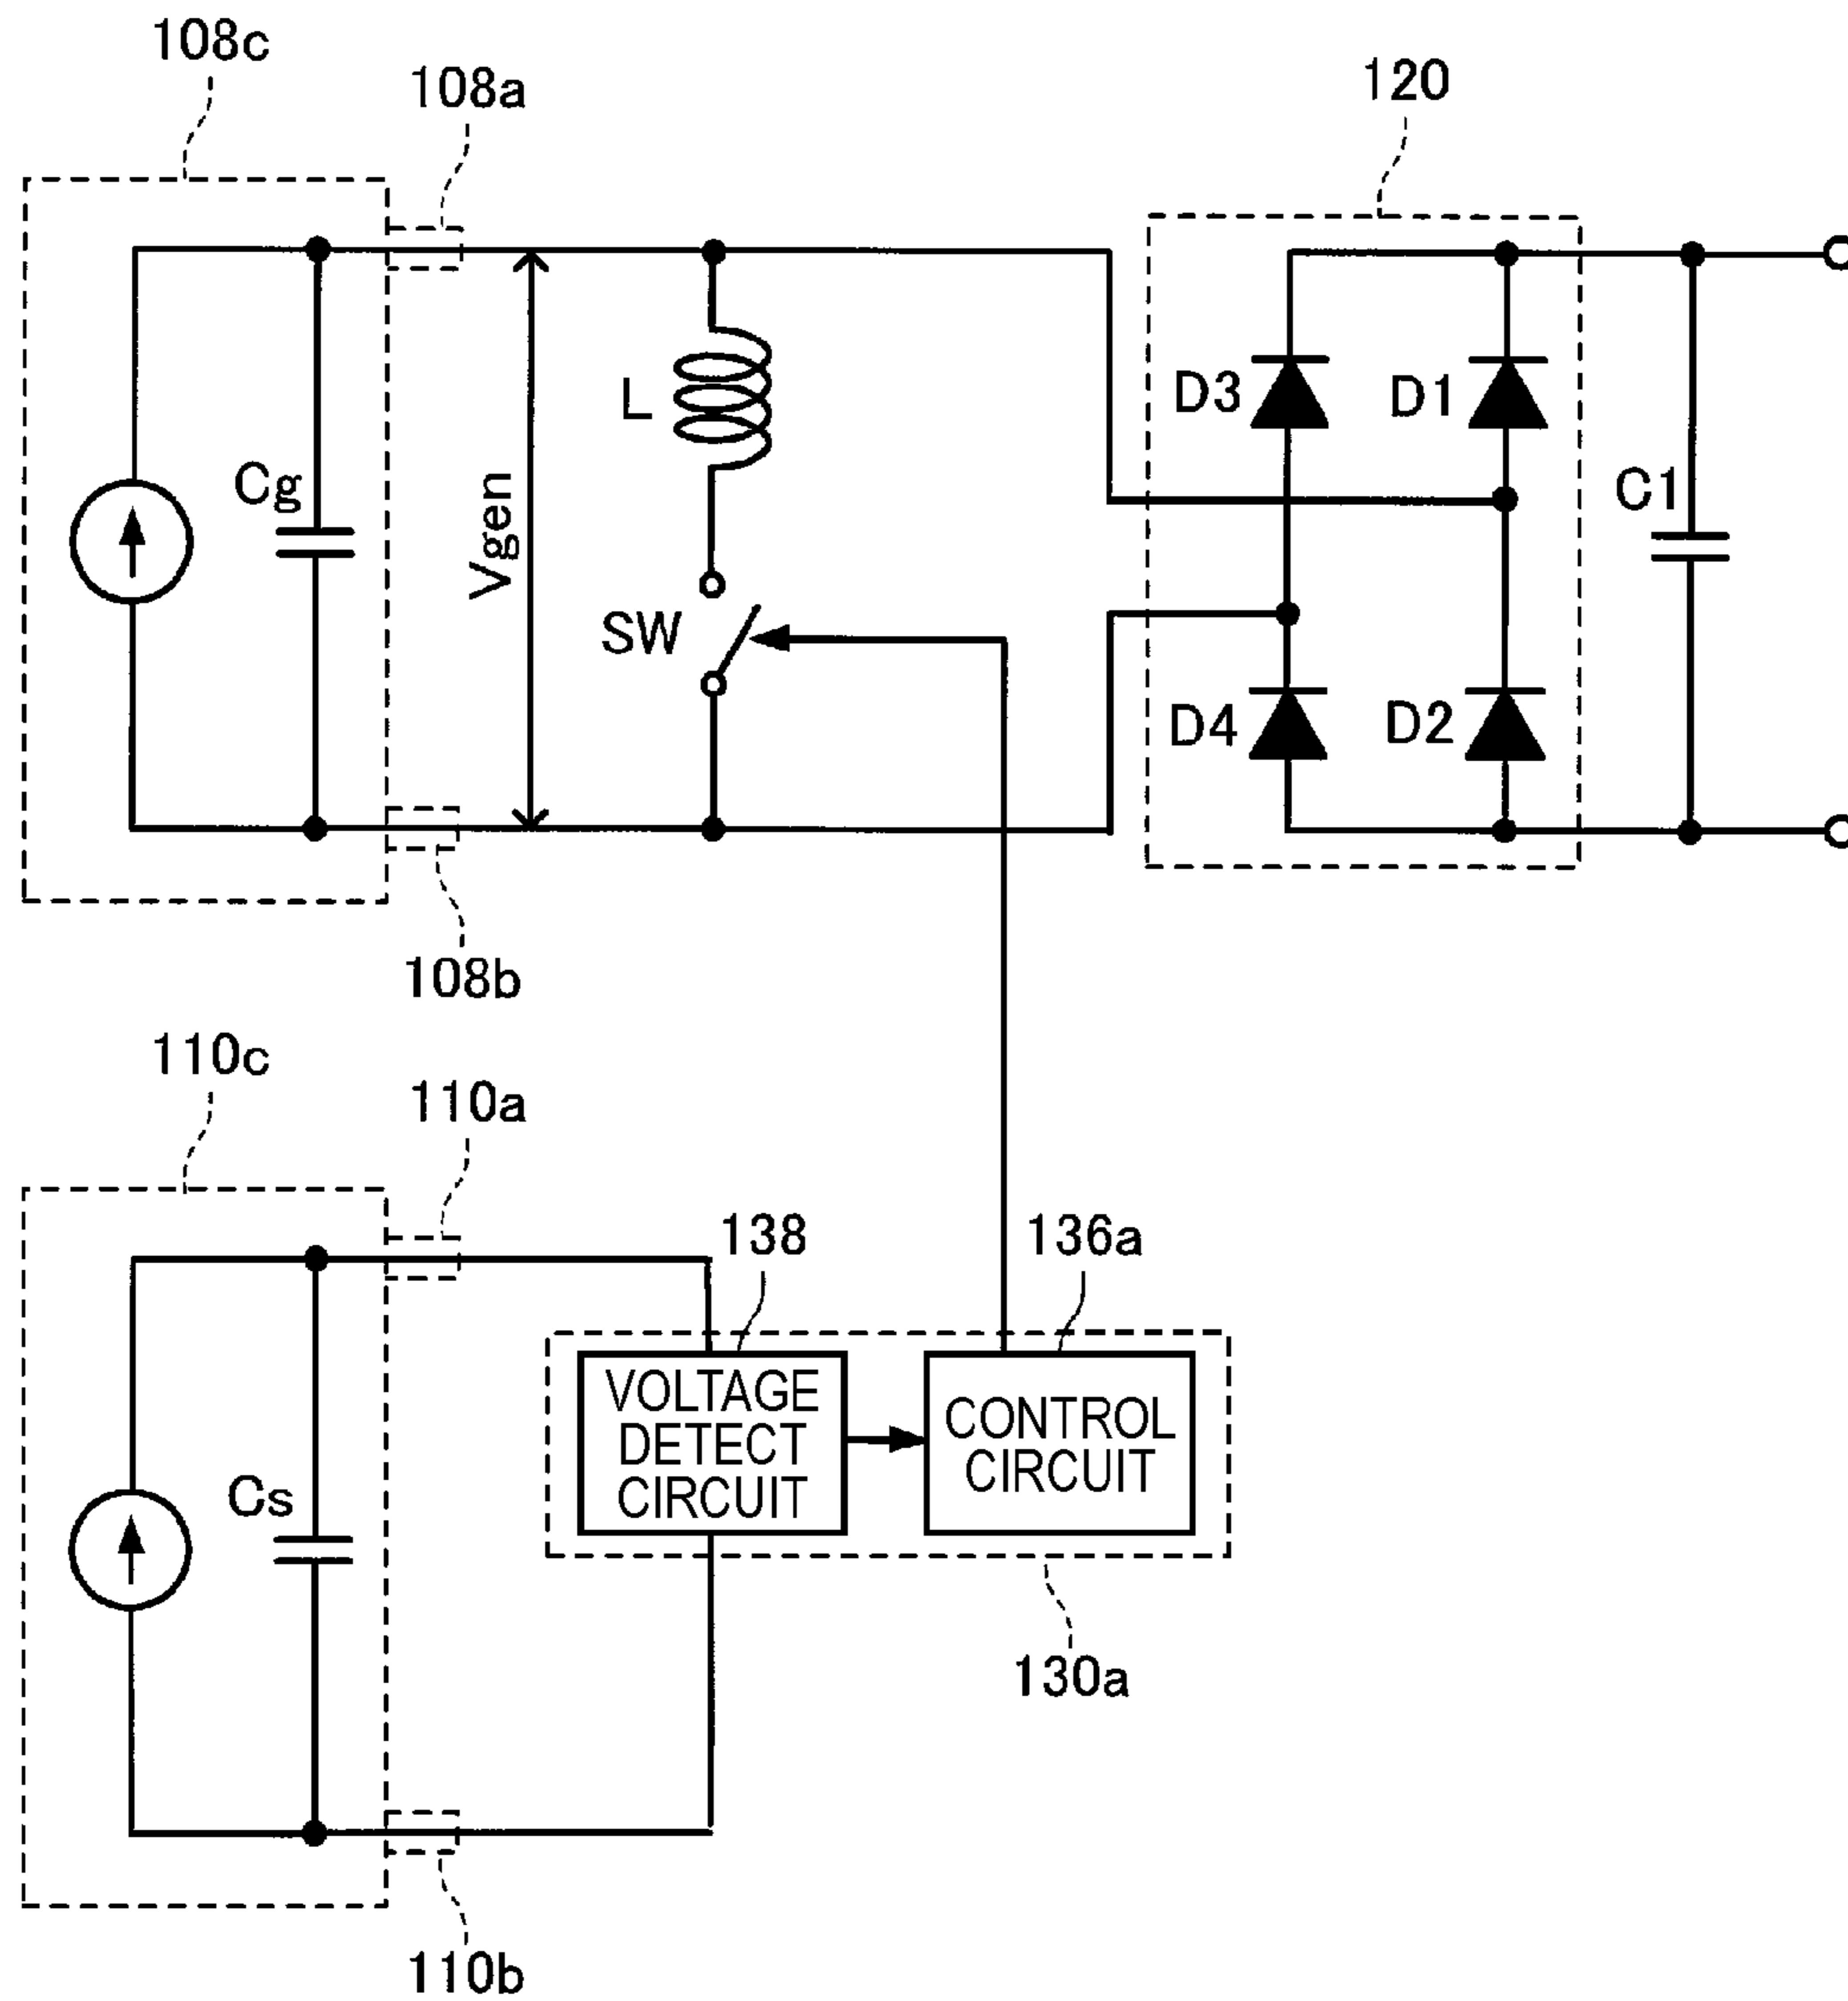 108c
108a
120
L
D3
D1
Cg
Vgen
C1
SW
D4
D2
108b
110c
110a
138
136a
VOLTAGE
DETECT
CIRCUIT
CONTROL
CIRCUIT
Cs
130a
110b